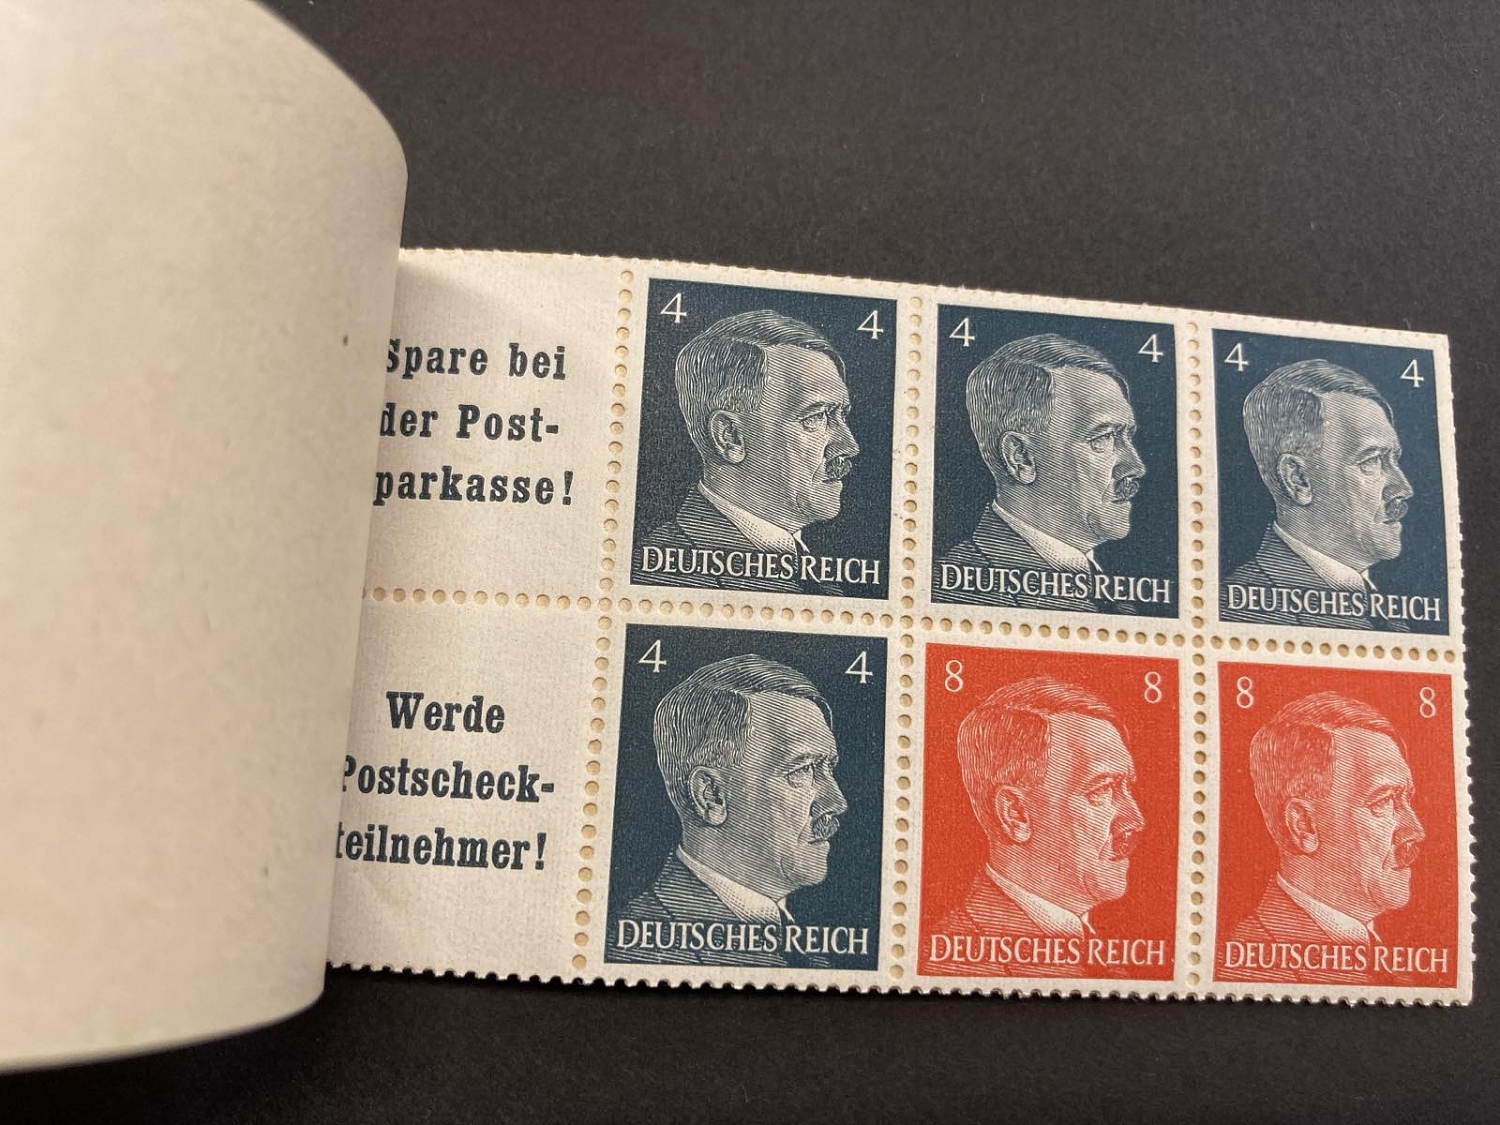 Spare bei
der Post-
sparkasse!
4 4
DEUTSCHES REICH
4 4
DEUTSCHES REICH
4 4
DEUTSCHES REICH
Werde
Postscheck-
teilnehmer!
4 4
DEUTSCHES REICH
8 8
DEUTSCHES REICH
8 8
DEUTSCHES REICH